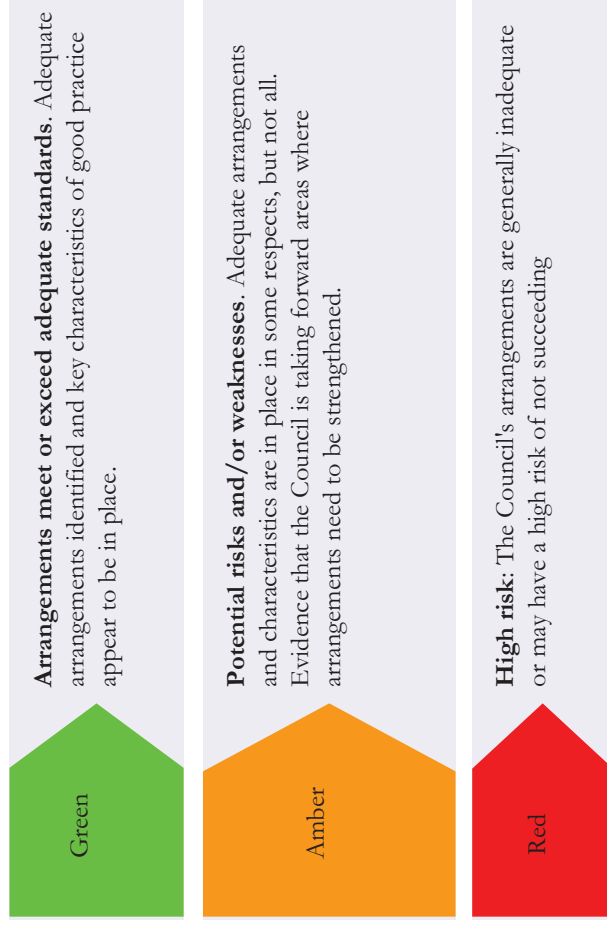 Green
Arrangements meet or exceed adequate standards. Adequate
arrangements identified and key characteristics of good practice
appear to be in place.
Amber
Potential risks and/or weaknesses. Adequate arrangements
and characteristics are in place in some respects, but not all.
Evidence that the Council is taking forward areas where
arrangements need to be strengthened.
Red
High risk: The Council's arrangements are generally inadequate
or may have a high risk of not succeeding